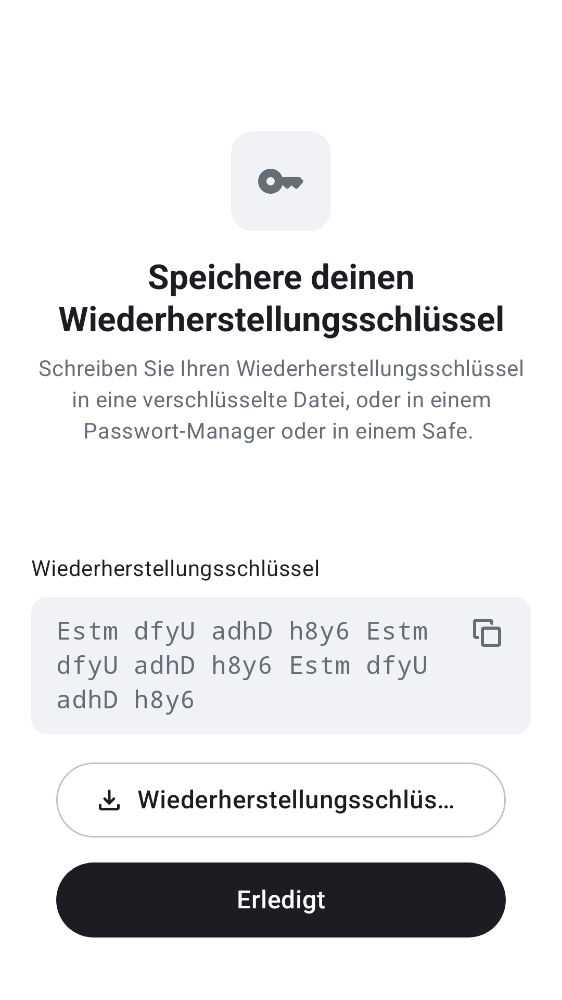 Speichere deinen
Wiederherstellungsschlüssel
Schreiben Sie Ihren Wiederherstellungsschlüssel
in eine verschlüsselte Datei, oder in einem
Passwort-Manager oder in einem Safe.
Wiederherstellungsschlüssel
Estm dfyU adhD h8y6 Estm
dfyU adhD h8y6 Estm dfyU
adhD h8y6
Wiederherstellungsschlüs…
Erledigt